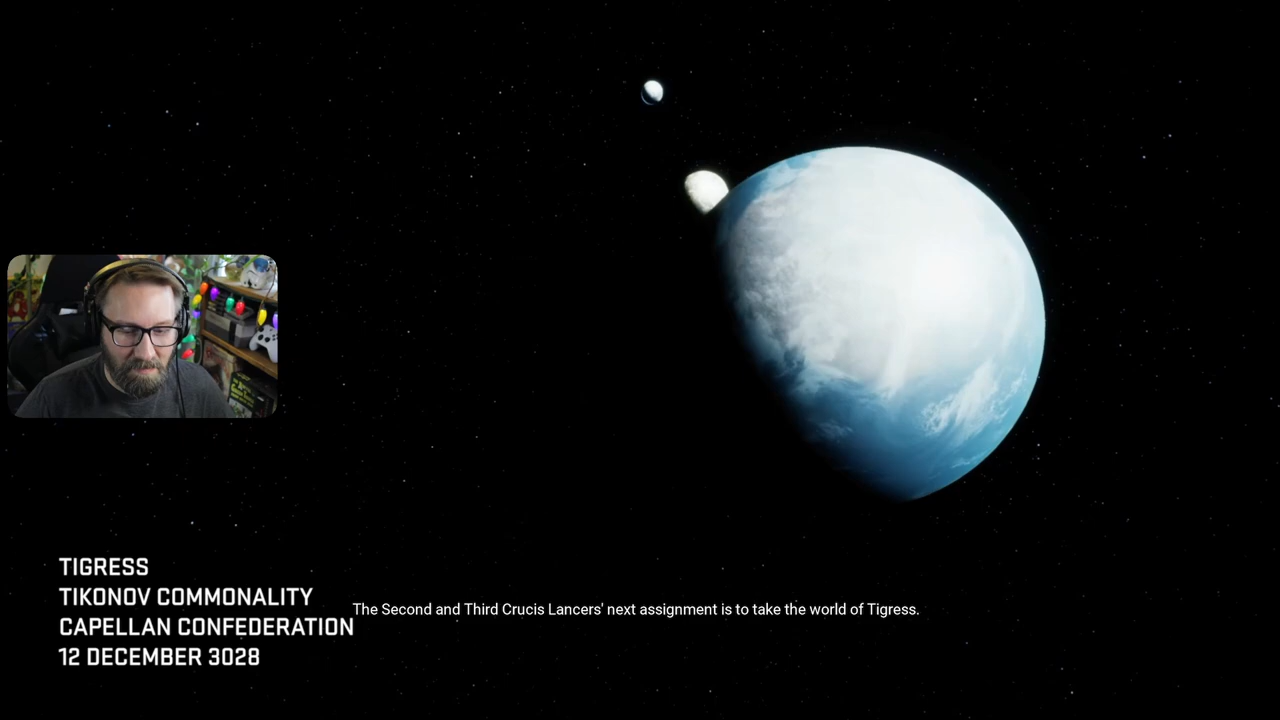 TIGRESS
TIKONOV COMMONALITY
CAPELLAN CONFEDERATION
12 DECEMBER 3028
The Second and Third Crucis Lancers' next assignment is to take the world of Tigress.